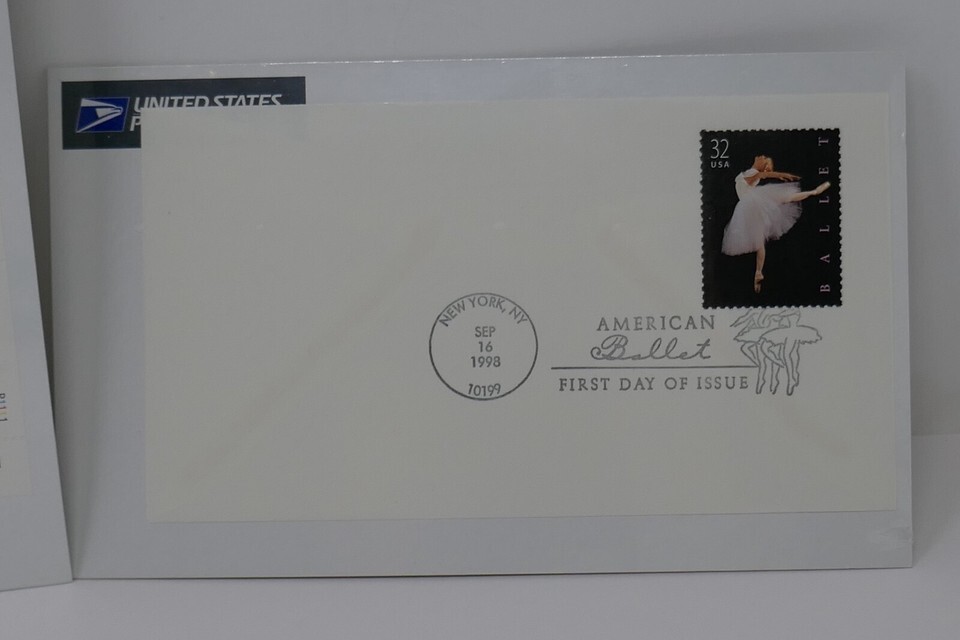 UNITED STATES
32
USA
BALLET
NEW YORK, NY
SEP
16
1998
10199
AMERICAN
Ballet
FIRST DAY OF ISSUE